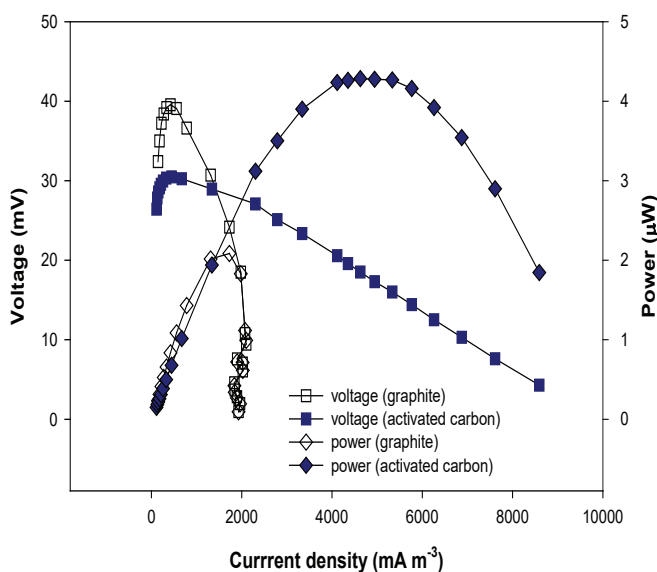 50
40
30
20
10
0
Voltage (mV)
5
4
3
2
1
0
Power (μW)
voltage (graphite)
voltage (activated carbon)
power (graphite)
power (activated carbon)
0 2000 4000 6000 8000 10000
Currrent density (mA m⁻³)